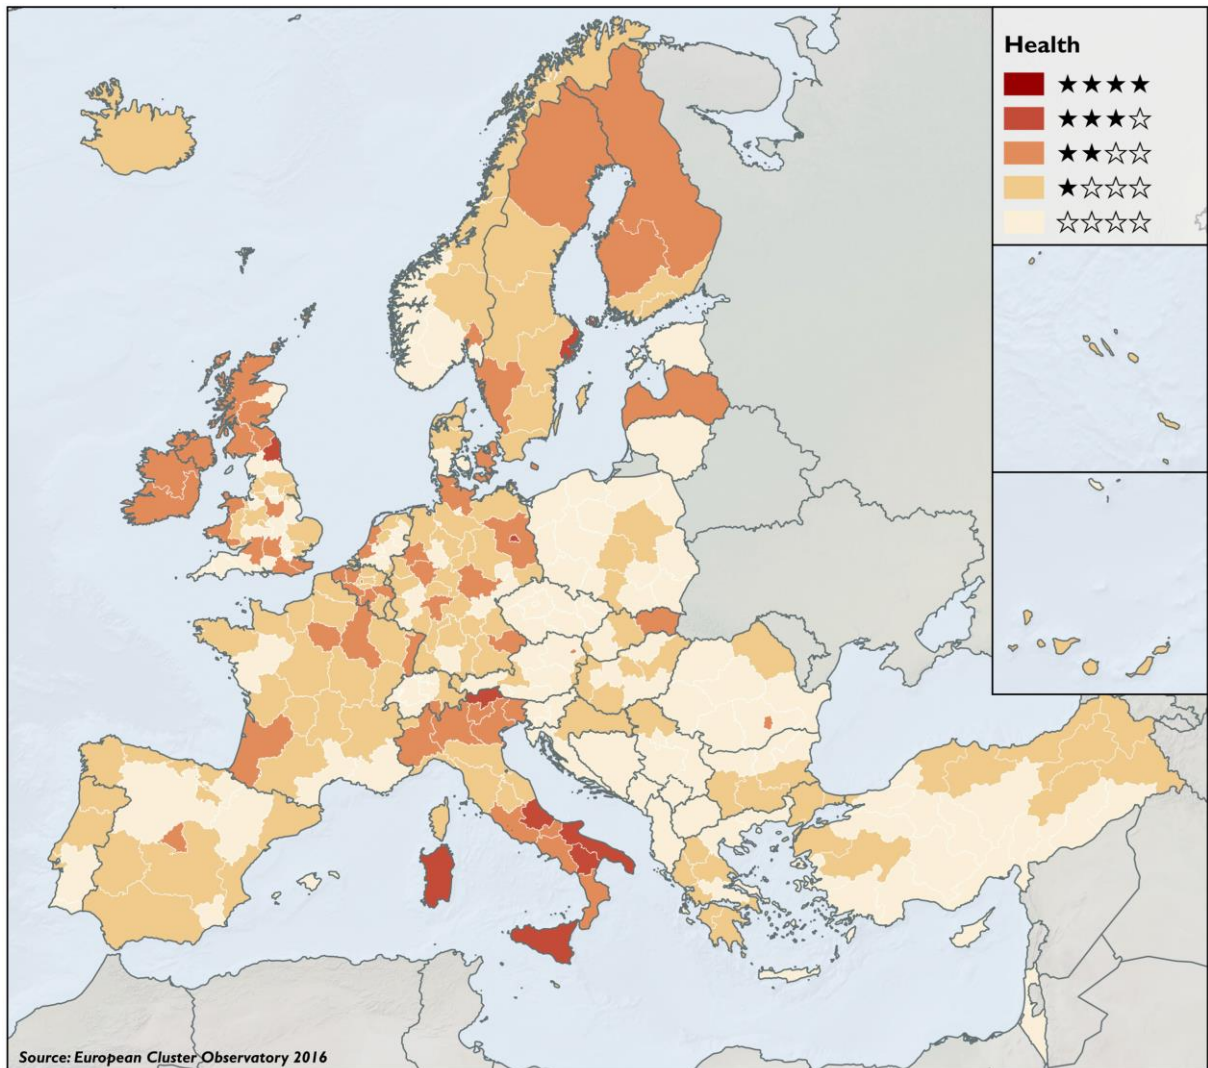 Health
★★★★
★★★☆
★★☆☆
★☆☆☆
☆☆☆☆
Source: European Cluster Observatory 2016